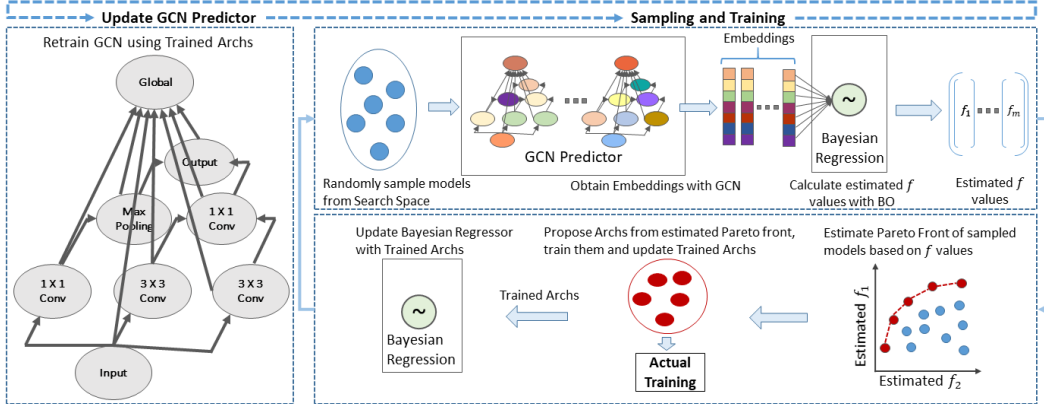 Update GCN Predictor
Sampling and Training
Retrain GCN using Trained Archs
Global
Output
Max
Pooling
1 X 1
Conv
1 X 1
Conv
3 X 3
Conv
3 X 3
Conv
Input
Randomly sample models
from Search Space
GCN Predictor
Obtain Embeddings with GCN
Embeddings
~
Bayesian
Regression
Calculate estimated f
values with BO
f1
fm
Estimated f
values
Update Bayesian Regressor
with Trained Archs
~
Bayesian
Regression
Trained Archs
Propose Archs from estimated Pareto front,
train them and update Trained Archs
Actual
Training
Estimate Pareto Front of sampled
models based on f values
Estimated f1
Estimated f2